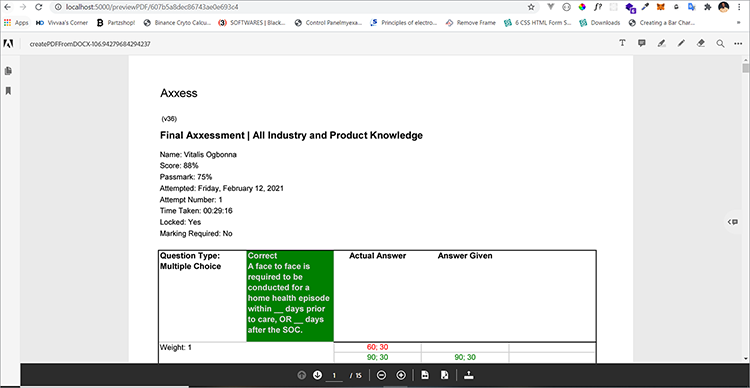 localhost:5000/previewPDF/607b5a8dec86743ae0e693c4
Apps HD Vivvaa's Corner Partzshop! Binance Cryto Calcu... (3) SOFTWARES | Black... Control Panelmyexa... Principles of electro... Remove Frame 6 CSS HTML Form S... Downloads Creating a Bar Char...
createPDFFromDOCX-106.94279684294237
Axxess
(v36)
Final Axxessment | All Industry and Product Knowledge
Name: Vitalis Ogbonna
Score: 88%
Passmark: 75%
Attempted: Friday, February 12, 2021
Attempt Number: 1
Time Taken: 00:29:16
Locked: Yes
Marking Required: No
Question Type: Correct Actual Answer Answer Given
Multiple Choice A face to face is
required to be
conducted for a
home health episode
within __ days prior
to care, OR __ days
after the SOC.
Weight: 1 60; 30
90; 30 90; 30
1 / 15